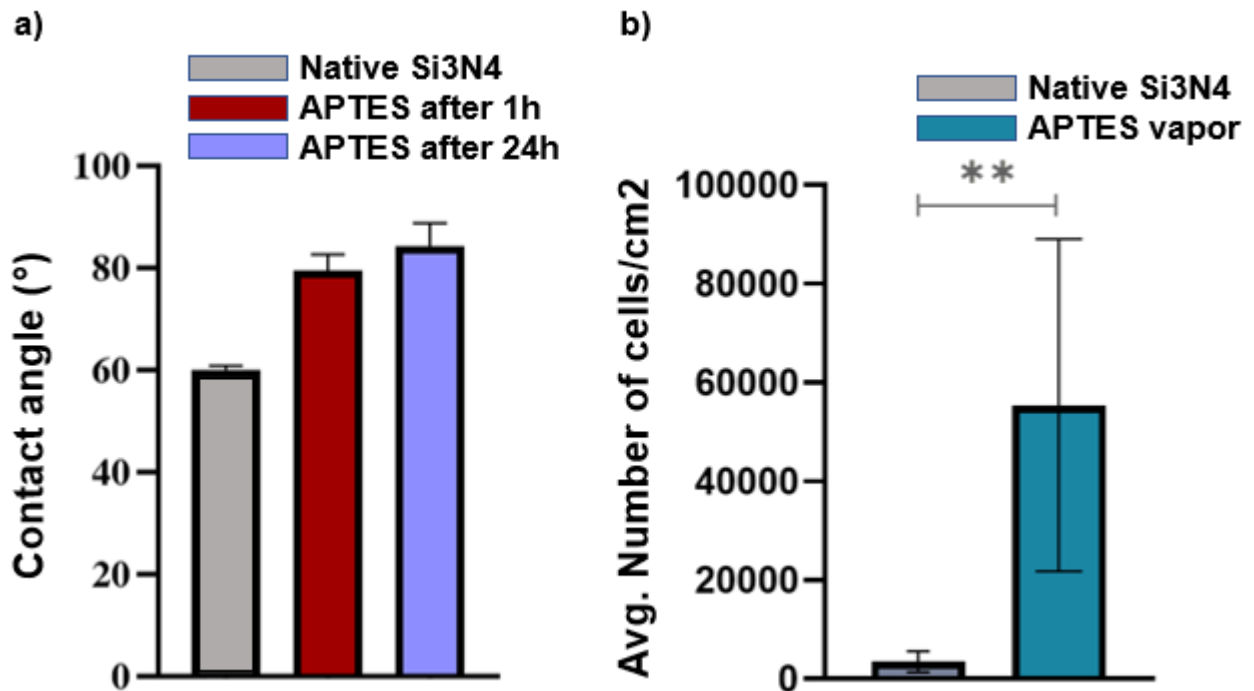 a)
Native Si3N4
APTES after 1h
APTES after 24h
100
80
60
40
20
0
Contact angle (°)
b)
Native Si3N4
APTES vapor
**
100000
80000
60000
40000
20000
0
Avg. Number of cells/cm2